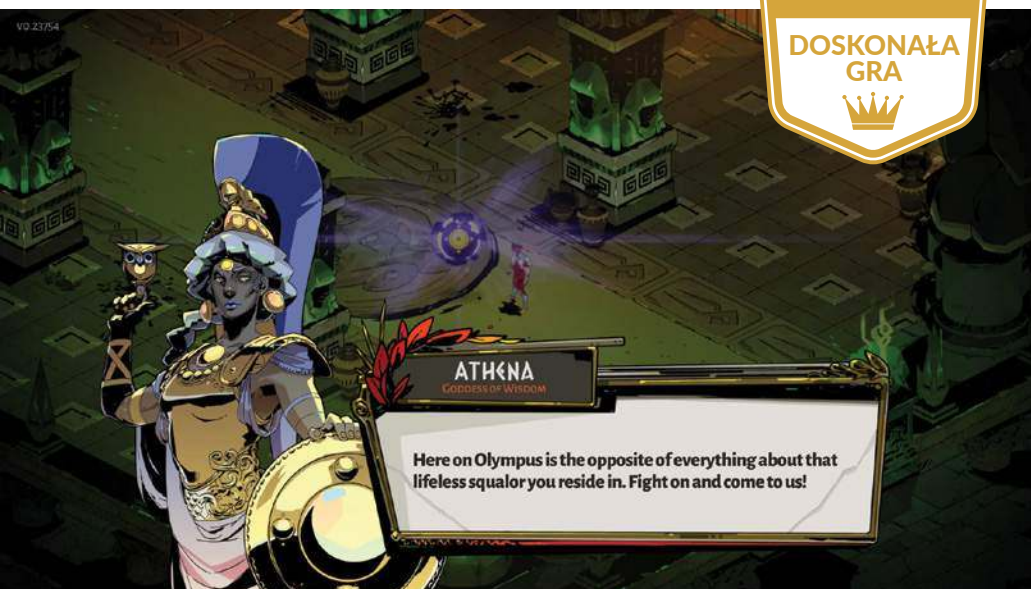 V0.23754
DOSKONAŁA
GRA
ATHENA
GODDESS OF WISDOM
Here on Olympus is the opposite of everything about that
lifeless squalor you reside in. Fight on and come to us!